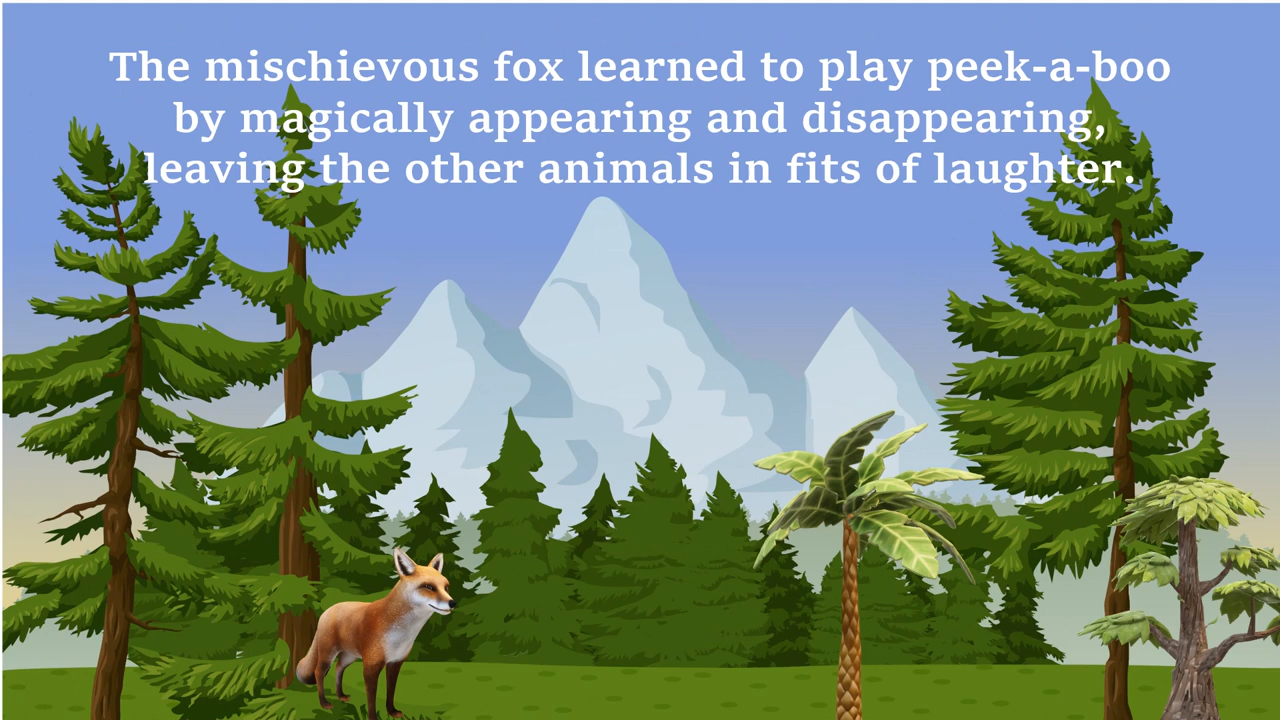 The mischievous fox learned to play peek-a-boo
by magically appearing and disappearing,
leaving the other animals in fits of laughter.